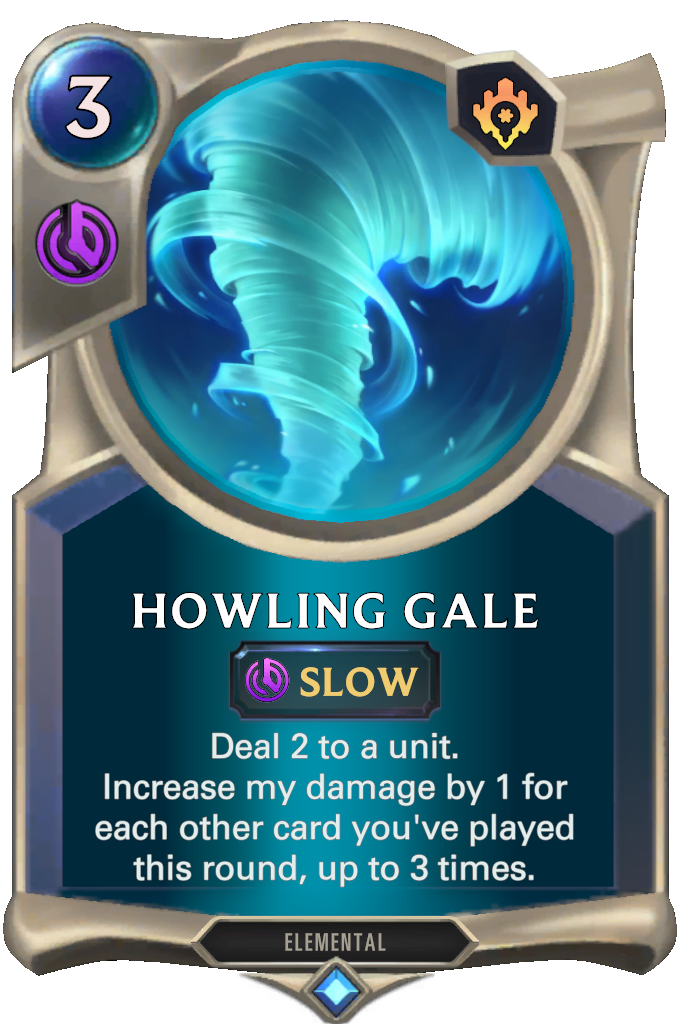 3
HOWLING GALE
SLOW
Deal 2 to a unit.
Increase my damage by 1 for
each other card you've played
this round, up to 3 times.
ELEMENTAL